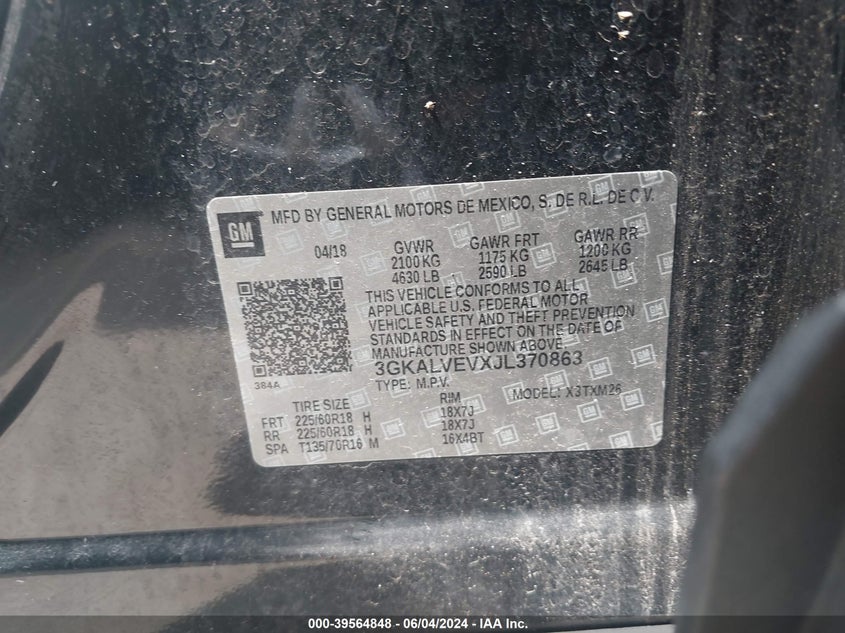 GM
MFD BY GENERAL MOTORS DE MEXICO, S. DE R.L. DE C.V.
04/18 GVWR GAWR FRT GAWR RR
2100 KG 1175 KG 1200 KG
4630 LB 2590 LB 2645 LB
THIS VEHICLE CONFORMS TO ALL
APPLICABLE U.S. FEDERAL MOTOR
VEHICLE SAFETY AND THEFT PREVENTION
STANDARDS IN EFFECT ON THE DATE OF
MANUFACTURE SHOWN ABOVE.
384A
3GKALVEVXJL370863
TYPE: M.P.V. MODEL: X3TXM26
TIRE SIZE RIM
FRT 225/60R18 H 18X7J
RR 225/60R18 H 18X7J
SPA T135/70R16 M 16X4BT
000-39564848 - 06/04/2024 - IAA Inc.